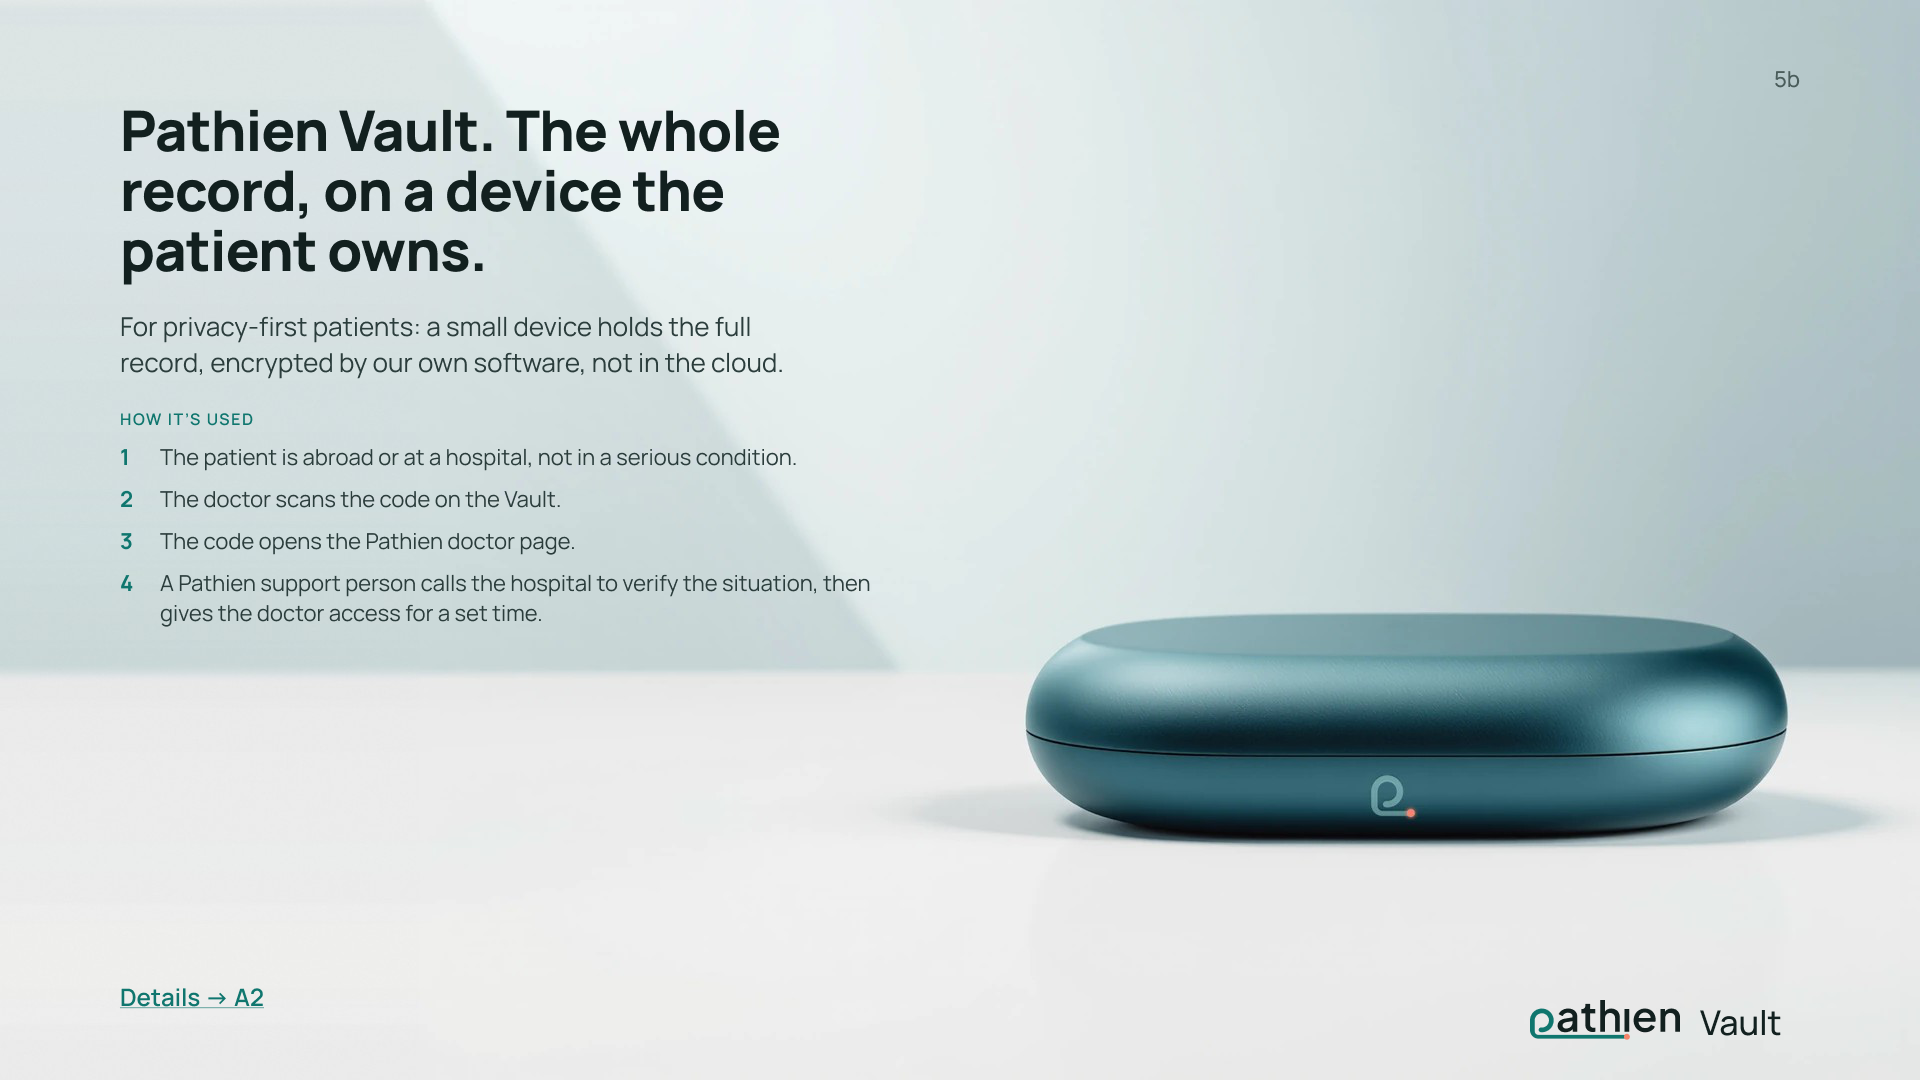 5b
Pathien Vault. The whole
record, on a device the
patient owns.
For privacy-first patients: a small device holds the full
record, encrypted by our own software, not in the cloud.
HOW IT’S USED
1 The patient is abroad or at a hospital, not in a serious condition.
2 The doctor scans the code on the Vault.
3 The code opens the Pathien doctor page.
4 A Pathien support person calls the hospital to verify the situation, then
gives the doctor access for a set time.
Details → A2
pathien Vault